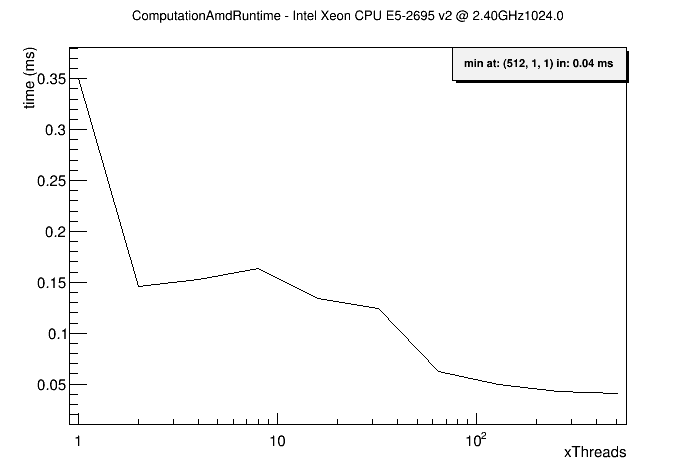 ComputationAmdRuntime - Intel Xeon CPU E5-2695 v2 @ 2.40GHz1024.0
min at: (512, 1, 1) in: 0.04 ms
time (ms)
0.35
0.3
0.25
0.2
0.15
0.1
0.05
1 10 10²
xThreads